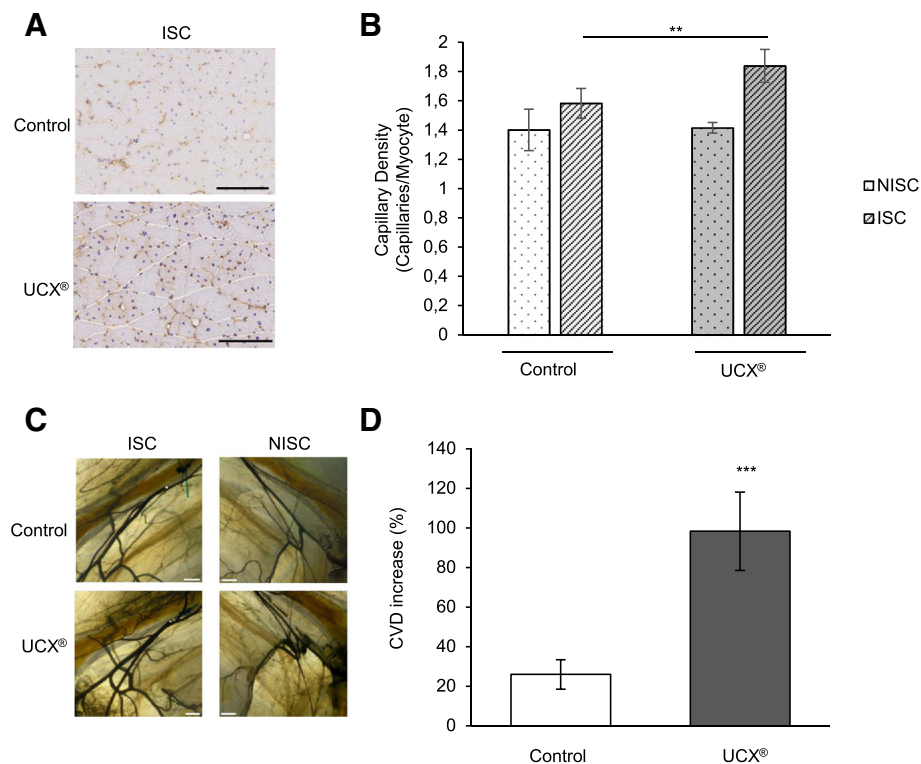 A
ISC
Control
UCX®
B
**
Capillary Density
(Capillaries/Myocyte)
2
1,8
1,6
1,4
1,2
1
0,8
0,6
0,4
0,2
0
Control
UCX®
NISC
ISC
C
ISC
NISC
Control
UCX®
D
***
CVD increase (%)
140
120
100
80
60
40
20
0
Control
UCX®